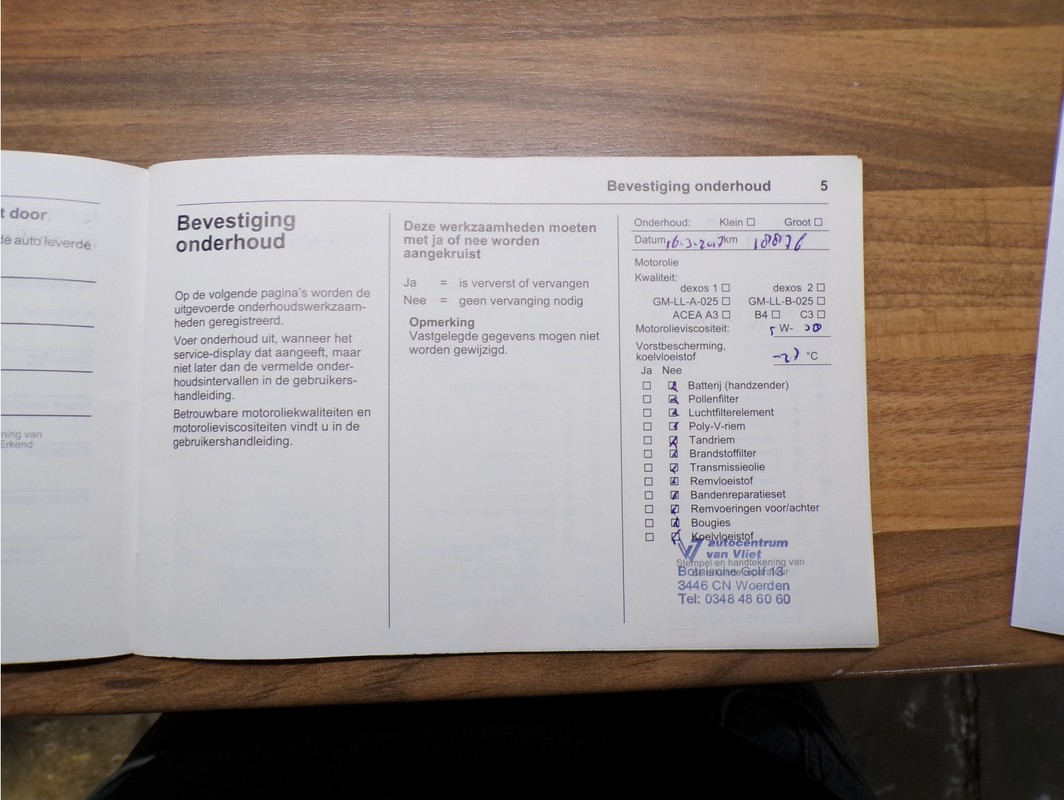 t door
de auto leverde
ning van
Erkend
Bevestiging onderhoud 5
Bevestiging
onderhoud
Op de volgende pagina's worden de
uitgevoerde onderhoudswerkzaam-
heden geregistreerd.
Voer onderhoud uit, wanneer het
service-display dat aangeeft, maar
niet later dan de vermelde onder-
houdsintervallen in de gebruikers-
handleiding.
Betrouwbare motoroliekwaliteiten en
motorolieviscositeiten vindt u in de
gebruikershandleiding.
Deze werkzaamheden moeten
met ja of nee worden
aangekruist
Ja = is ververst of vervangen
Nee = geen vervanging nodig
Opmerking
Vastgelegde gegevens mogen niet
worden gewijzigd.
Onderhoud: Klein ☐ Groot ☐
Datum 16-3-2017 km
Motorolie
Kwaliteit:
dexos 1 ☐ dexos 2 ☐
GM-LL-A-025 ☐ GM-LL-B-025 ☐
ACEA A3 ☐ B4 ☐ C3 ☐
Motorolieviscositeit: 5 W- 30
Vorstbescherming,
koelvloeistof -27 °C
Ja Nee
Batterij (handzender)
Pollenfilter
Luchtfilterelement
Poly-V-riem
Tandriem
Brandstoffilter
Transmissieolie
Remvloeistof
Bandenreparatieset
Remvoeringen voor/achter
Bougies
Koelvloeistof
autocentrum
van Vliet
Stempel en handtekening van
Botnische Golf 13
3446 CN Woerden
Tel: 0348 48 60 60